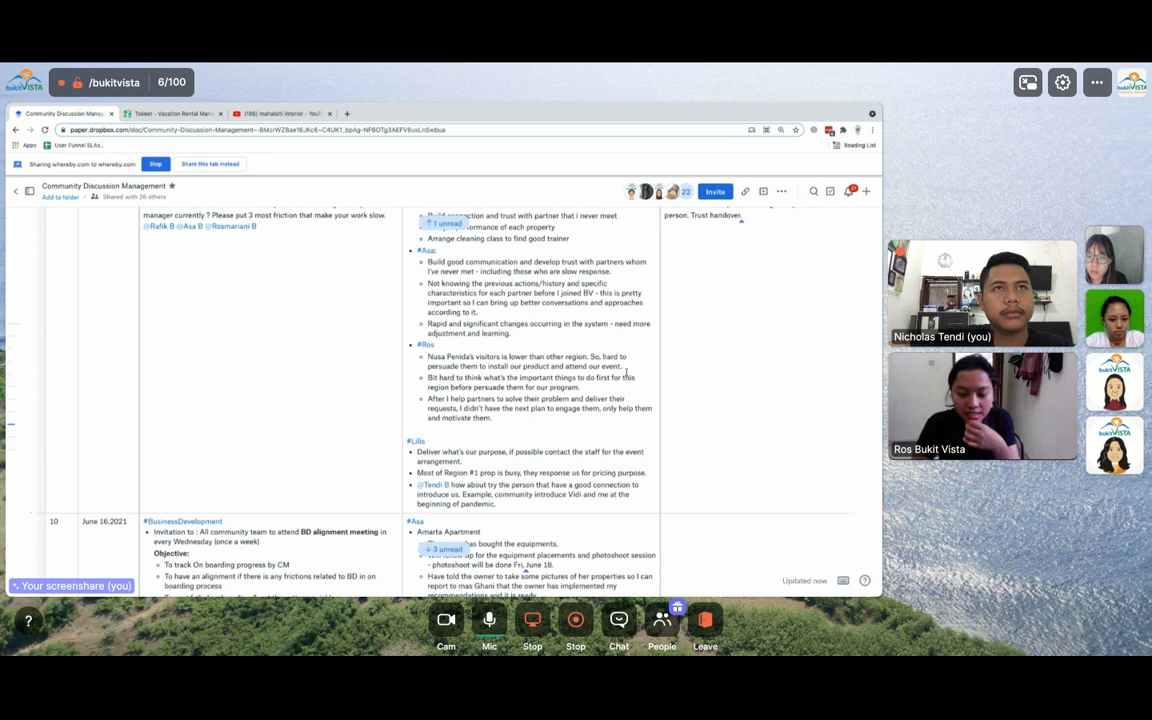 bukitVISTA
/bukitvista
6/100
Community Discussion Manage
Tokeet - Vacation Rental Man
(196) mahalatti interior - YouT
paper.dropbox.com/doc/Community-Discussion-Management--BMzrWZBae16JKc6~C4UK1_bpAg-NF6OTg3AEFV8usLnSwbua
Apps
User Funnel SLAs...
Reading List
Sharing whereby.com to whereby.com
Stop
Share this tab instead
Community Discussion Management
Add to folder
Shared with 26 others
23
Invite
manager currently ? Please put 3 most friction that make your work slow.
@Rafik B @Asa B @Rosmariani B
Build connection and trust with partner that i never meet
1 unread
ormance of each property
Arrange cleaning class to find good trainer
#Asa:
Build good communication and develop trust with partners whom
I've never met - including those who are slow response.
Not knowing the previous actions/history and specific
characteristics for each partner before I joined BV - this is pretty
important so I can bring up better conversations and approaches
according to it.
Rapid and significant changes occurring in the system - need more
adjustment and learning.
#Ros
Nusa Penida's visitors is lower than other region. So, hard to
persuade them to install our product and attend our event.
Bit hard to think what's the important things to do first for this
region before persuade them for our program.
After I help partners to solve their problem and deliver their
requests, I didn't have the next plan to engage them, only help them
and motivate them.
#Lilis
Deliver what's our purpose, if possible contact the staff for the event
arrangement.
Most of Region #1 prop is busy, they response us for pricing purpose.
@Tendi B how about try the person that have a good connection to
introduce us. Example, community introduce Vidi and me at the
beginning of pandemic.
person. Trust handover.
10
June 16,2021
#BusinessDevelopment
Invitation to : All community team to attend BD alignment meeting in
every Wednesday (once a week)
Objective:
To track On boarding progress by CM
To have an alignment if there is any frictions related to BD in on
boarding process
#Asa
Amarta Apartment
has bought the equipments.
3 unread
up for the equipment placements and photoshoot session
- photoshoot will be done Fri, June 18.
Have told the owner to take some pictures of her properties so I can
report to mas Ghani that the owner has implemented my
recommendations and it is ready
Updated now
Your screenshare (you)
Nicholas Tendi (you)
Ros Bukit Vista
bukitVISTA
bukitVISTA
Cam
Mic
Stop
Stop
Chat
People
Leave